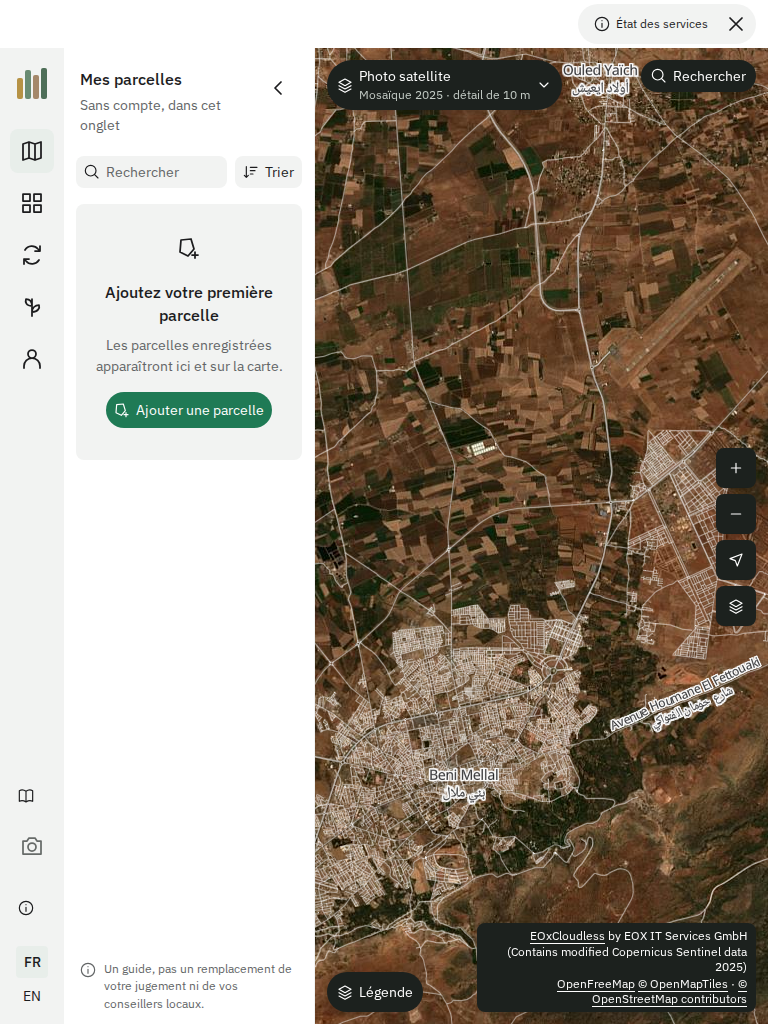 État des services
Mes parcelles
Sans compte, dans cet
onglet
Rechercher
Trier
Ajoutez votre première
parcelle
Les parcelles enregistrées
apparaîtront ici et sur la carte.
Ajouter une parcelle
FR
EN
Un guide, pas un remplacement de
votre jugement ni de vos
conseillers locaux.
Photo satellite
Mosaïque 2025 · détail de 10 m
Ouled Yaïch
أولاد إيعيش
Rechercher
Avenue Houmane El Fettouaki
شارع حومان الفتواكي
Beni Mellal
بني ملال
Légende
EOxCloudless by EOX IT Services GmbH
(Contains modified Copernicus Sentinel data
2025)
OpenFreeMap © OpenMapTiles · ©
OpenStreetMap contributors